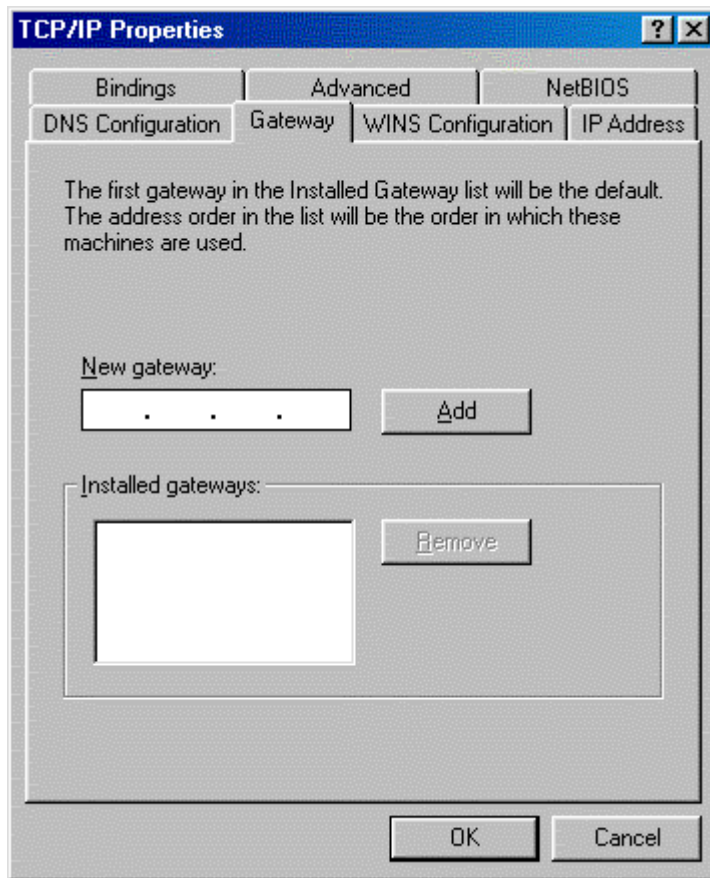 TCP/IP Properties
Bindings Advanced NetBIOS
DNS Configuration Gateway WINS Configuration IP Address
The first gateway in the Installed Gateway list will be the default.
The address order in the list will be the order in which these
machines are used.
New gateway:
. . .
Add
Installed gateways:
Remove
OK Cancel